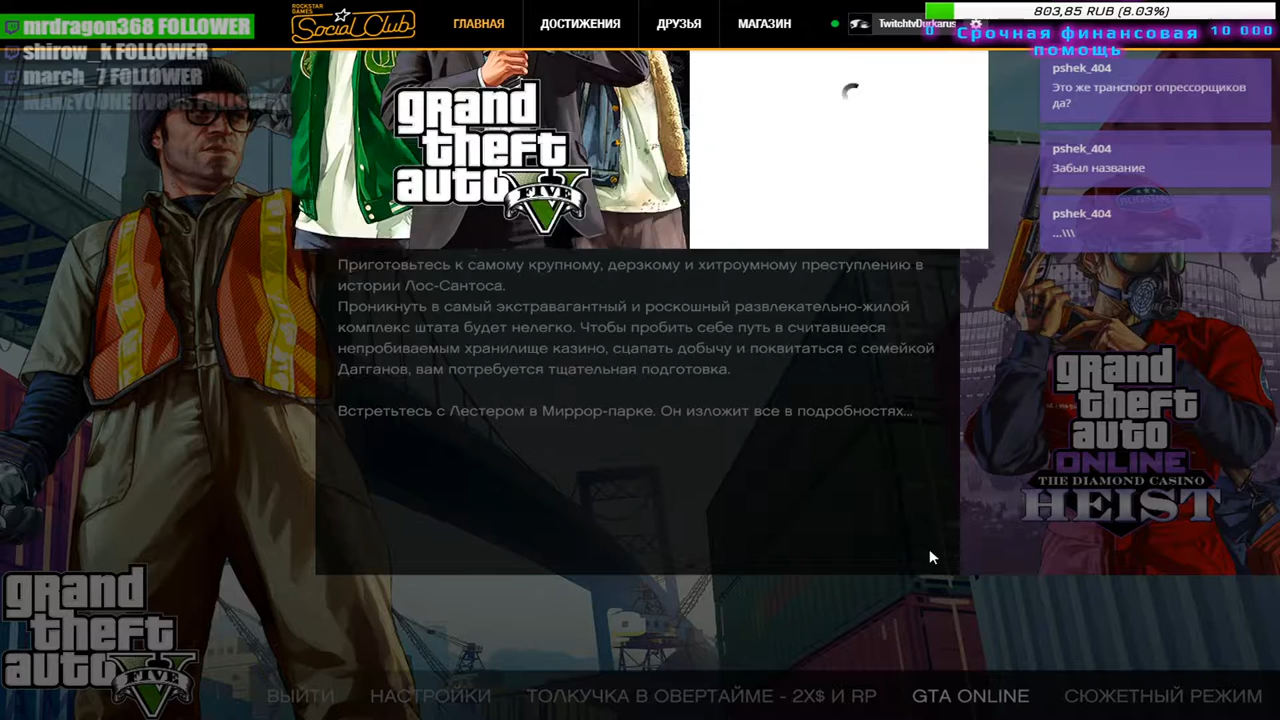 mrdragon368 FOLLOWER
shirow_k FOLLOWER
march_7 FOLLOWER
ROCKSTAR GAMES
Social Club
ГЛАВНАЯ
ДОСТИЖЕНИЯ
ДРУЗЬЯ
МАГАЗИН
TwitchtvDurkarus
803,85 RUB (8.03%)
0 Срочная финансовая помощь 10 000
pshek_404
Это же транспорт опрессорщиков
да?
pshek_404
Забыл название
pshek_404
...\\\
grand
theft
auto
FIVE
Приготовьтесь к самому крупному, дерзкому и хитроумному преступлению в
истории Лос-Сантоса.
Проникнуть в самый экстравагантный и роскошный развлекательно-жилой
комплекс штата будет нелегко. Чтобы пробить себе путь в считавшееся
непробиваемым хранилище казино, сцапать добычу и поквитаться с семейкой
Дагганов, вам потребуется тщательная подготовка.
Встретьтесь с Лестером в Миррор-парке. Он изложит все в подробностях...
grand
theft
auto
ONLINE
THE DIAMOND CASINO
HEIST
grand
theft
auto
FIVE
ВЫЙТИ
НАСТРОЙКИ
ТОЛКУЧКА В ОВЕРТАЙМЕ - 2X$ И RP
GTA ONLINE
СЮЖЕТНЫЙ РЕЖИМ